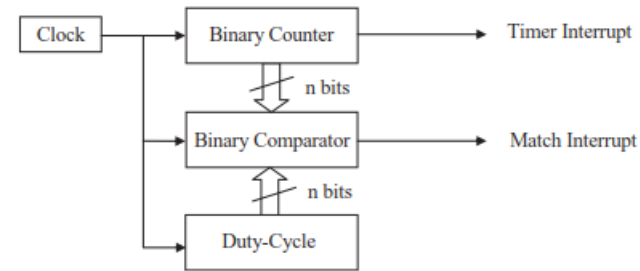 Clock
Binary Counter
Timer Interrupt
n bits
Binary Comparator
Match Interrupt
n bits
Duty-Cycle